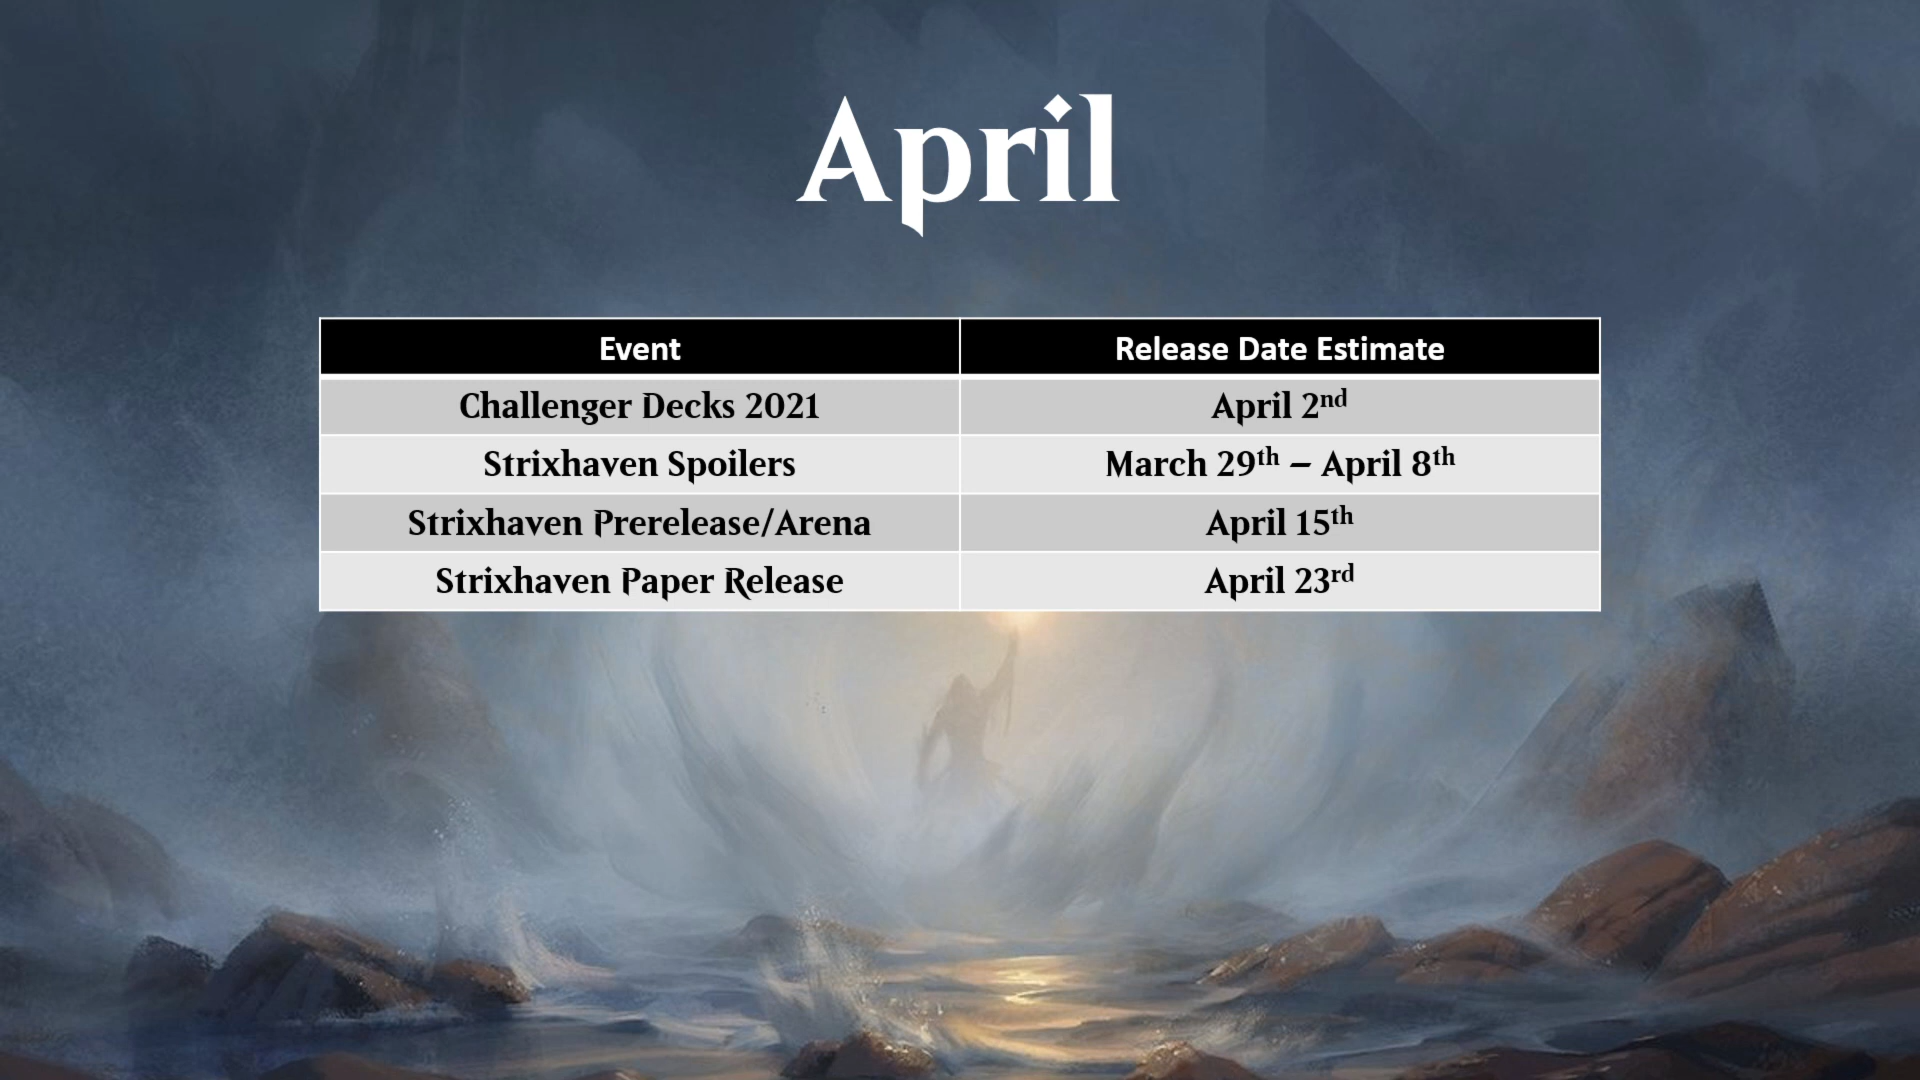 April
Event Release Date Estimate
Challenger Decks 2021 April 2nd
Strixhaven Spoilers March 29th – April 8th
Strixhaven Prerelease/Arena April 15th
Strixhaven Paper Release April 23rd